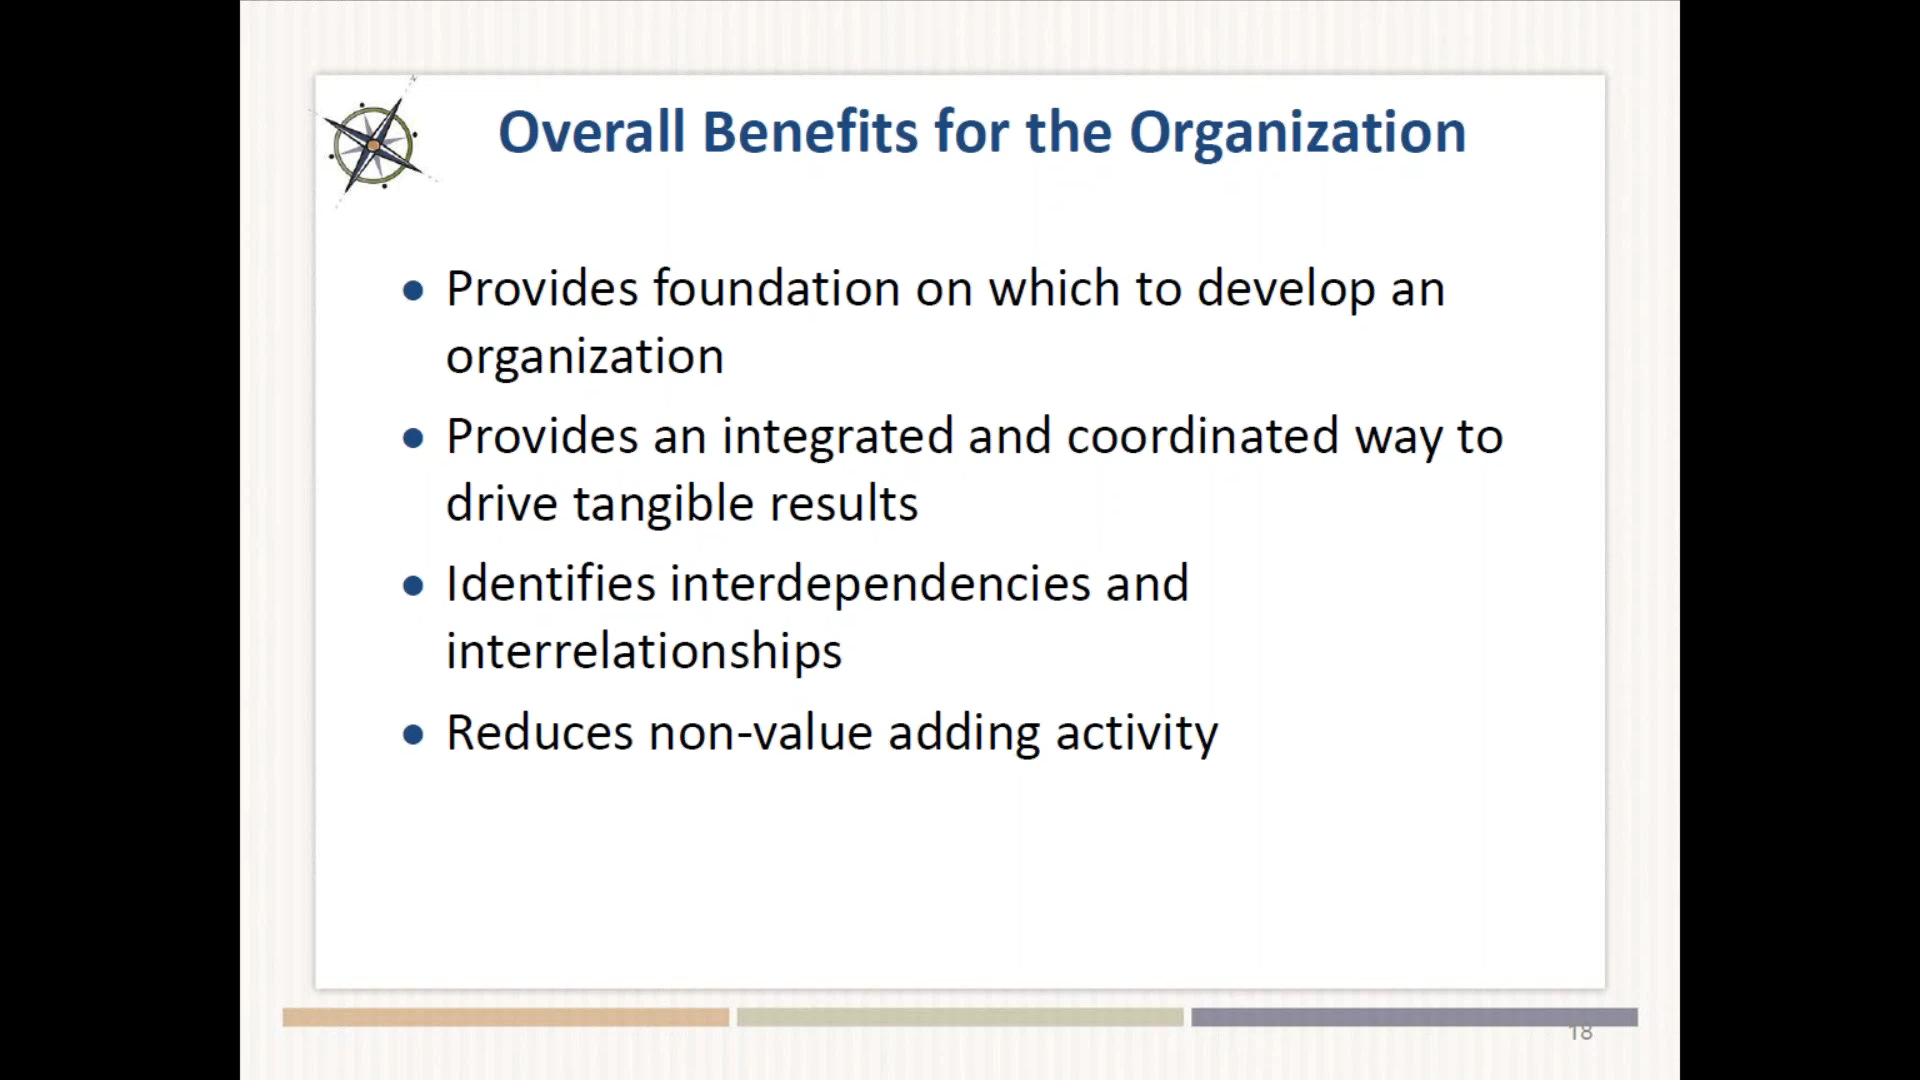 Overall Benefits for the Organization
• Provides foundation on which to develop an
organization
• Provides an integrated and coordinated way to
drive tangible results
• Identifies interdependencies and
interrelationships
• Reduces non-value adding activity
18